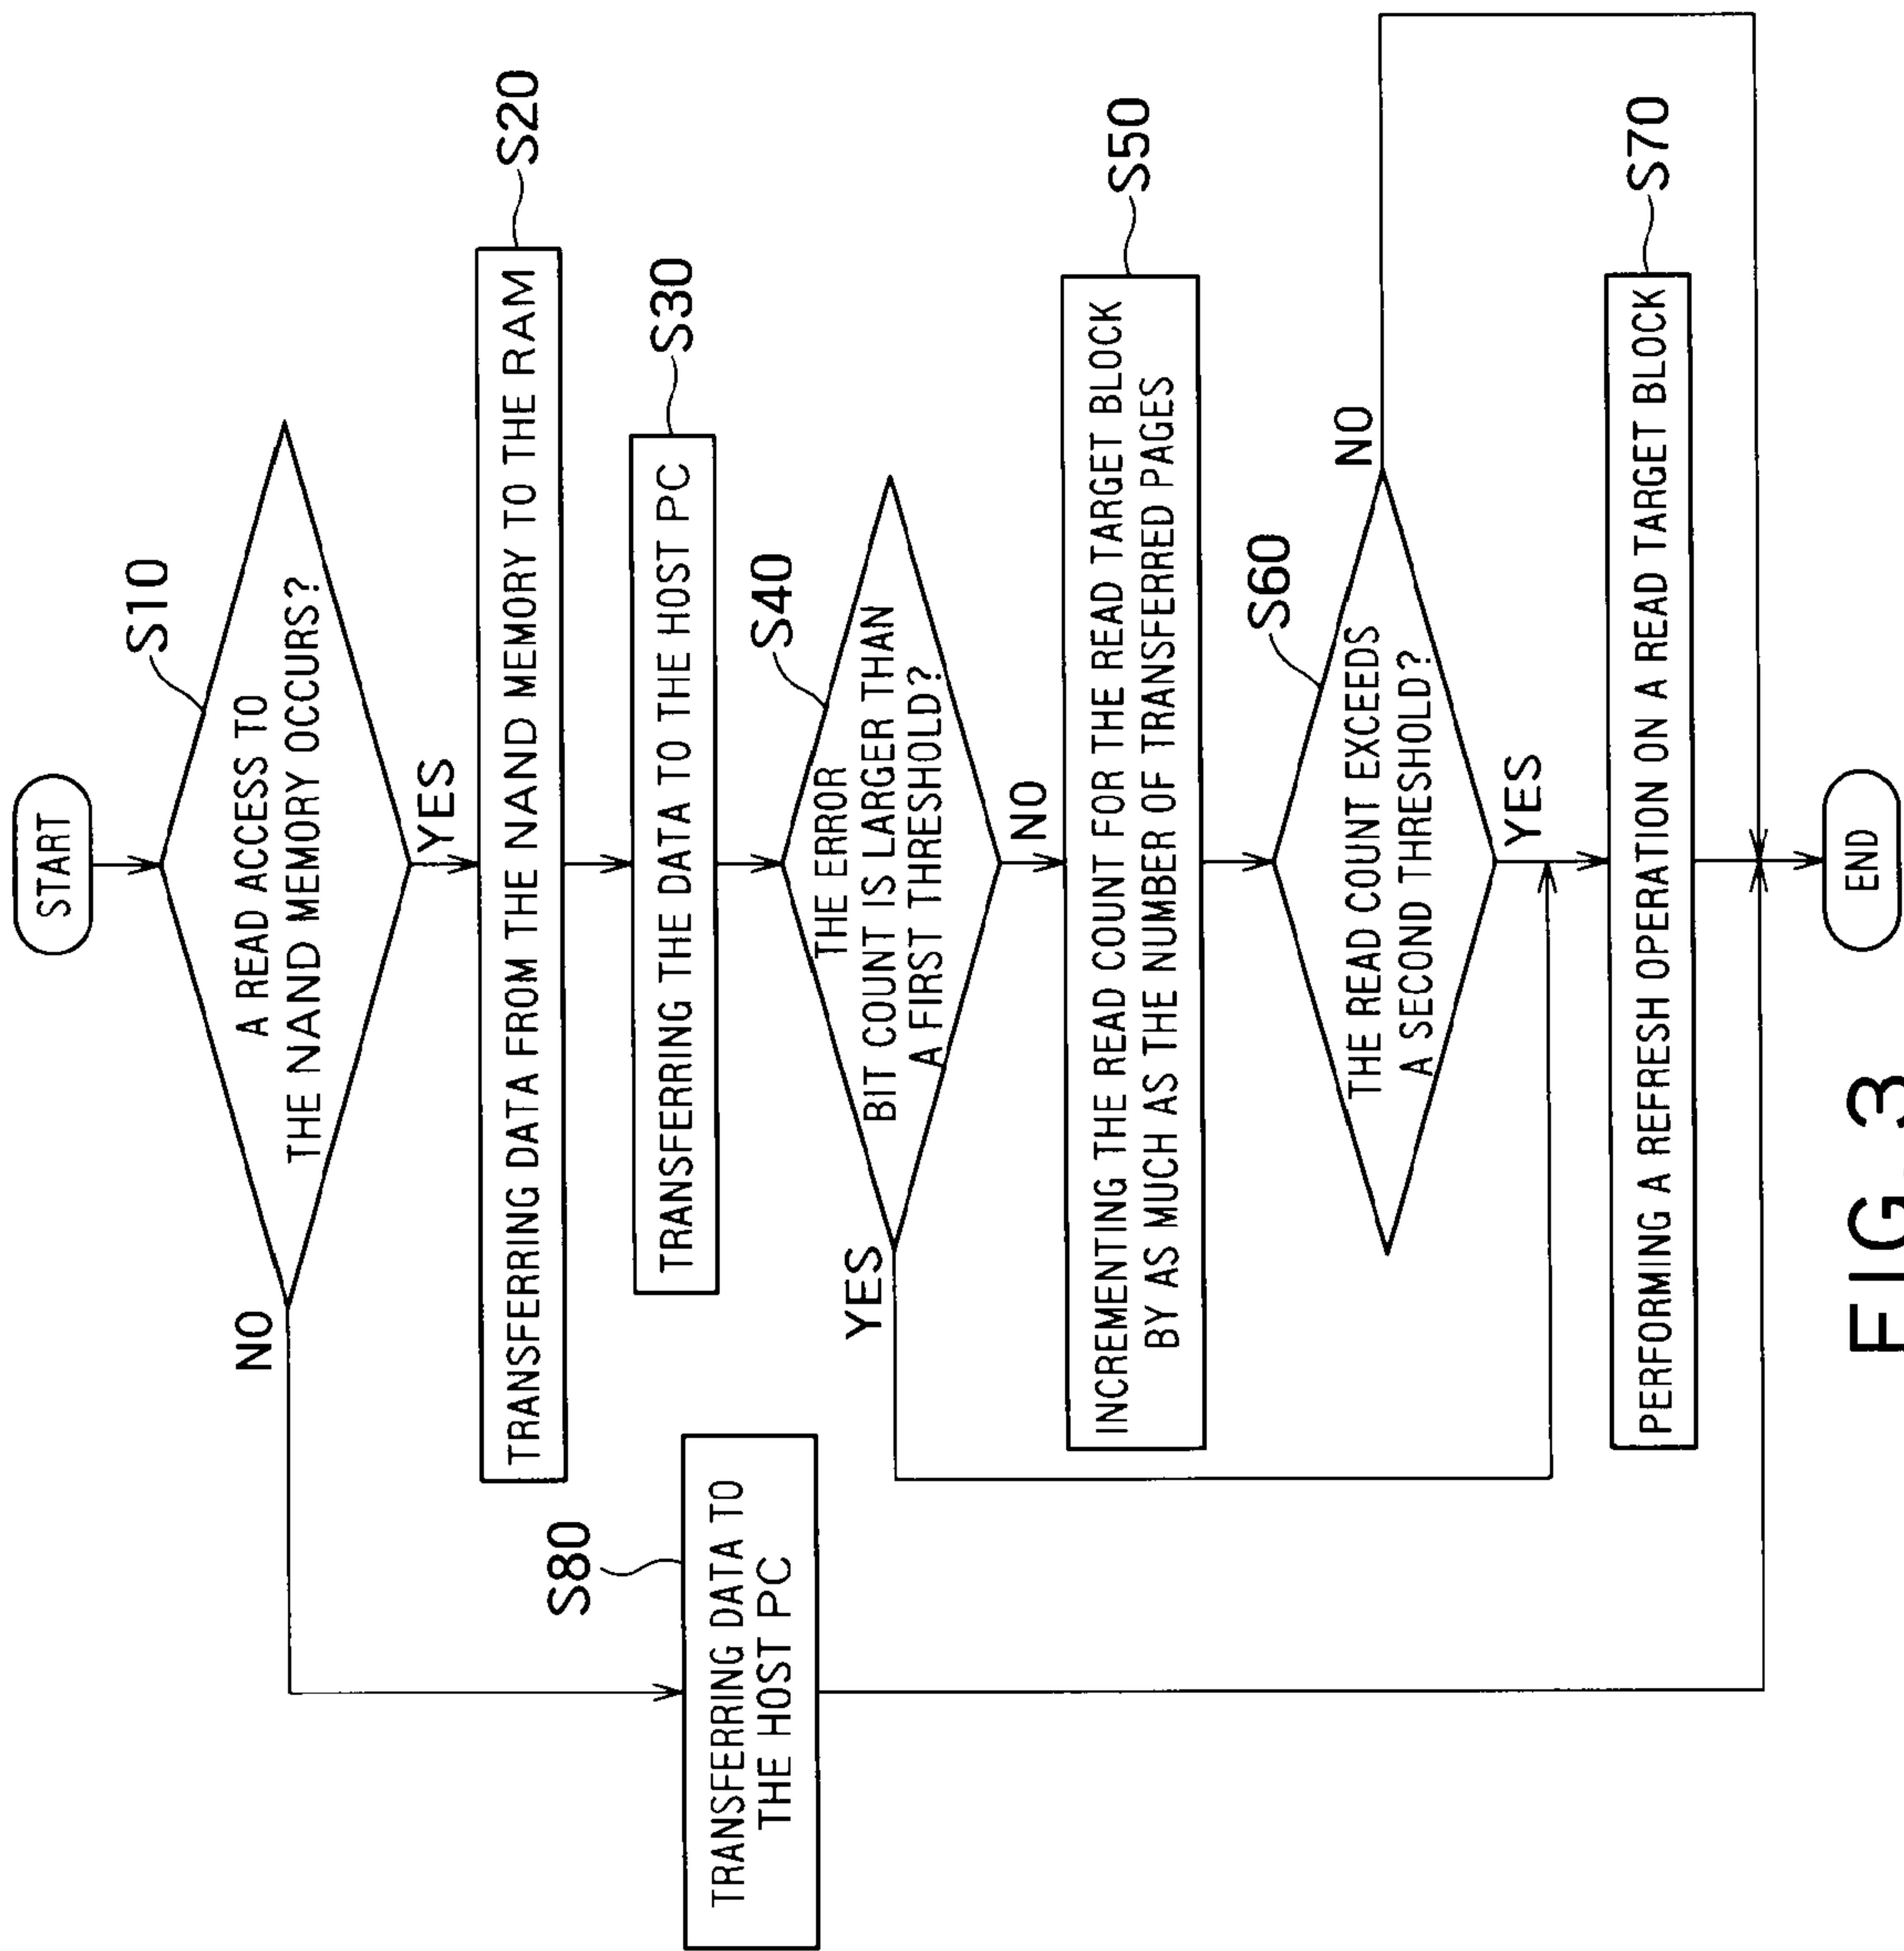 START
S10
A READ ACCESS TO
THE NAND MEMORY OCCURS?
NO
YES
S20
TRANSFERRING DATA FROM THE NAND MEMORY TO THE RAM
S30
TRANSFERRING THE DATA TO THE HOST PC
S80
TRANSFERRING DATA TO
THE HOST PC
S40
THE ERROR
BIT COUNT IS LARGER THAN
A FIRST THRESHOLD?
YES
NO
S50
INCREMENTING THE READ COUNT FOR THE READ TARGET BLOCK
BY AS MUCH AS THE NUMBER OF TRANSFERRED PAGES
S60
THE READ COUNT EXCEEDS
A SECOND THRESHOLD?
NO
YES
S70
PERFORMING A REFRESH OPERATION ON A READ TARGET BLOCK
END
FIG. 3